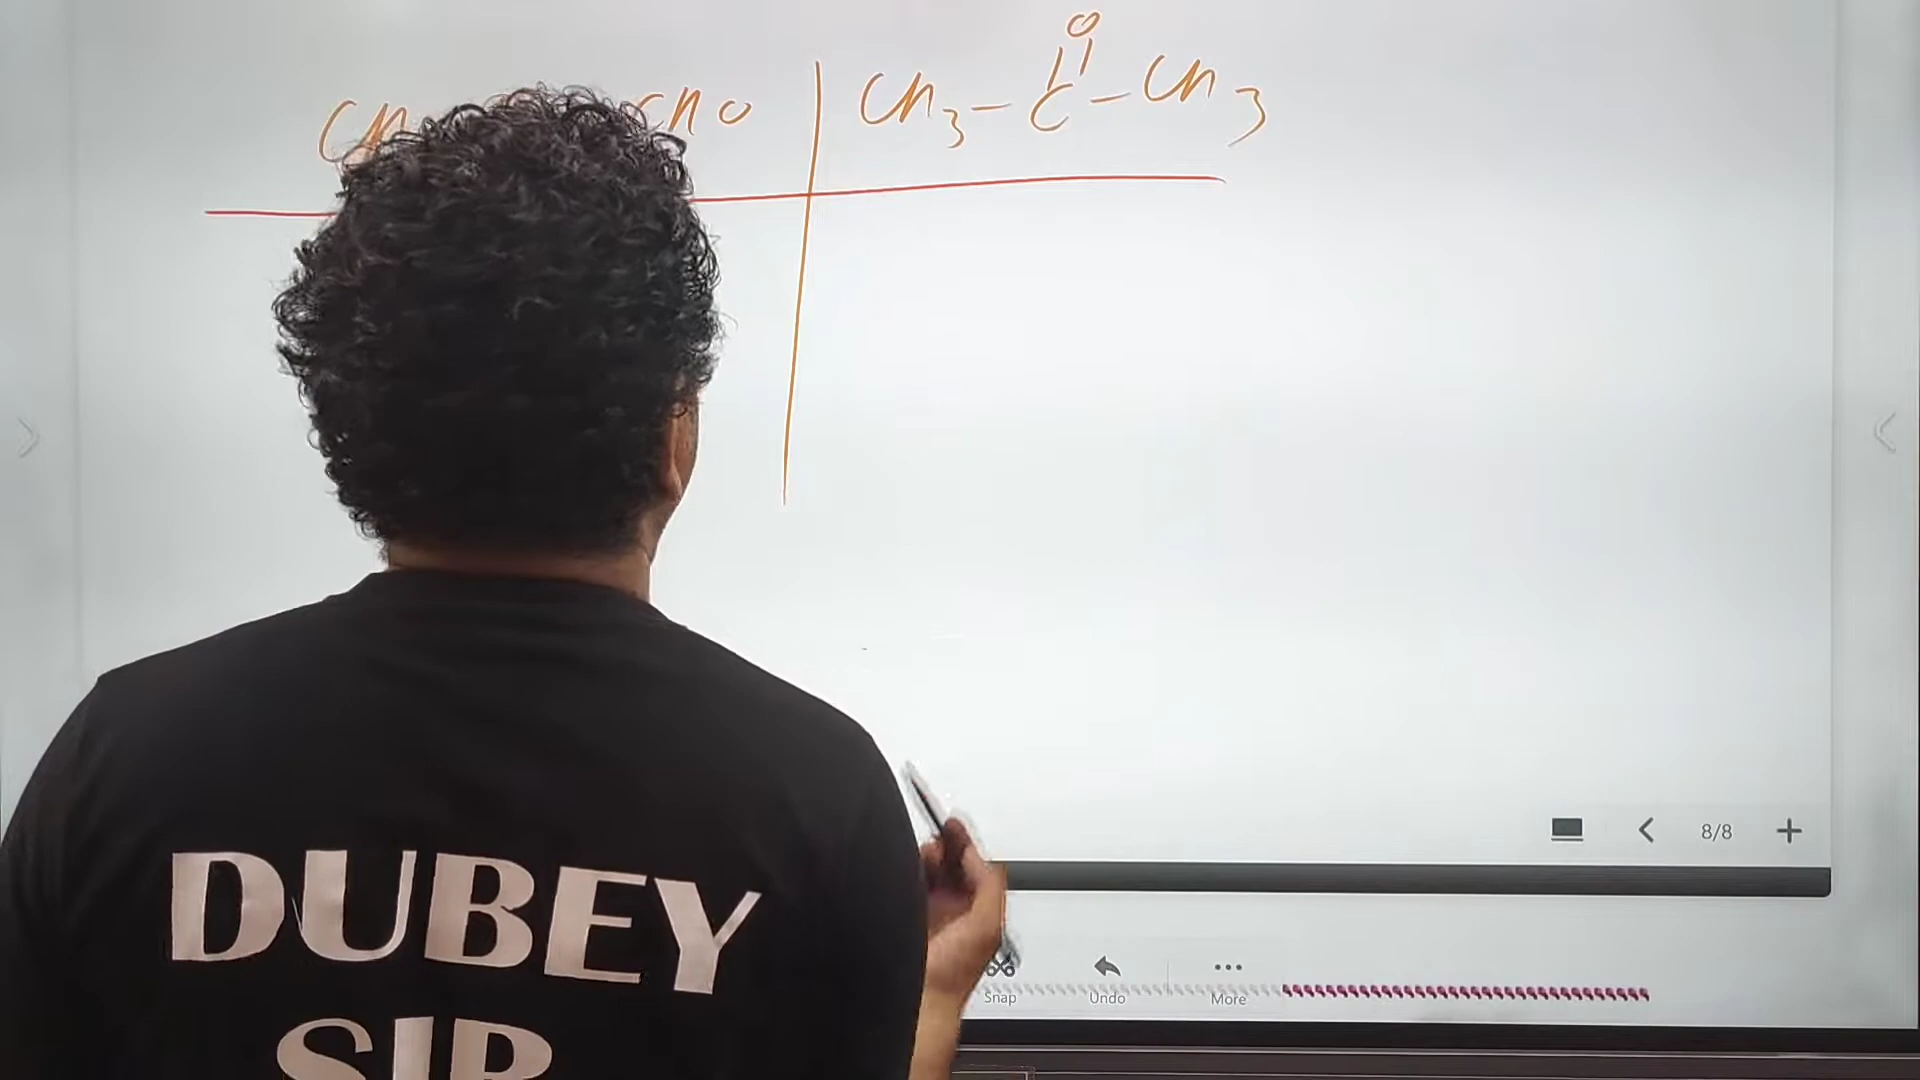 CHO | CH3-C-CH3
O
DUBEY
SIR
8/8
Snap Undo More